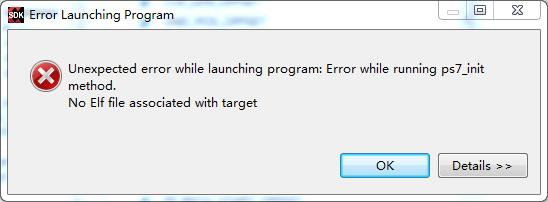 SDK Error Launching Program
Unexpected error while launching program: Error while running ps7_init
method.
No Elf file associated with target
OK
Details >>